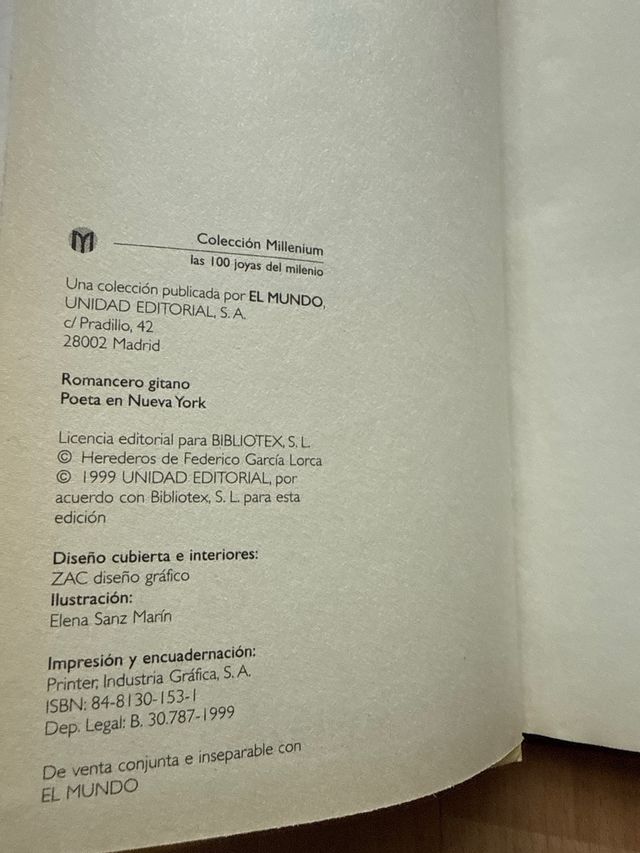 M
Colección Millenium
las 100 joyas del milenio
Una colección publicada por EL MUNDO,
UNIDAD EDITORIAL, S. A.
c/ Pradillo, 42
28002 Madrid
Romancero gitano
Poeta en Nueva York
Licencia editorial para BIBLIOTEX, S. L.
© Herederos de Federico García Lorca
© 1999 UNIDAD EDITORIAL, por
acuerdo con Bibliotex, S. L. para esta
edición
Diseño cubierta e interiores:
ZAC diseño gráfico
Ilustración:
Elena Sanz Marín
Impresión y encuadernación:
Printer, Industria Gráfica, S. A.
ISBN: 84-8130-153-1
Dep. Legal: B. 30.787-1999
De venta conjunta e inseparable con
EL MUNDO